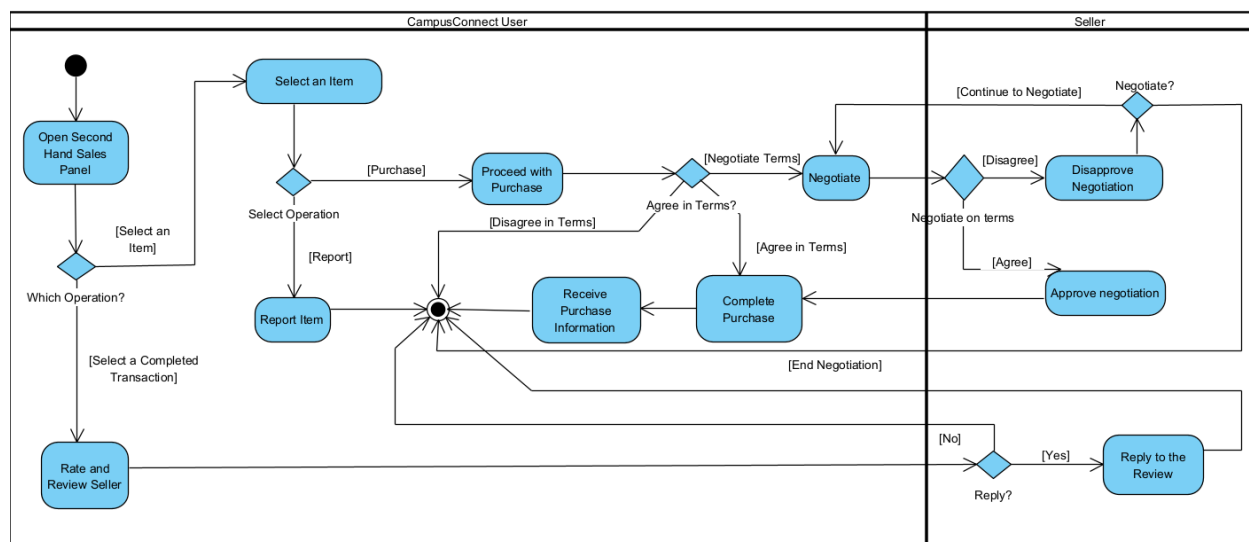 CampusConnect User
Seller
Select an Item
Open Second
Hand Sales
Panel
[Select an
Item]
Which Operation?
[Select a Completed
Transaction]
Rate and
Review Seller
[Purchase]
Select Operation
[Report]
Report Item
Proceed with
Purchase
[Negotiate Terms]
Agree in Terms?
[Disagree in Terms]
[Agree in Terms]
Receive
Purchase
Information
Complete
Purchase
Negotiate
[Continue to Negotiate]
Negotiate?
[Disagree]
Disapprove
Negotiation
Negotiate on terms
[Agree]
Approve negotiation
[End Negotiation]
[No]
[Yes]
Reply?
Reply to the
Review